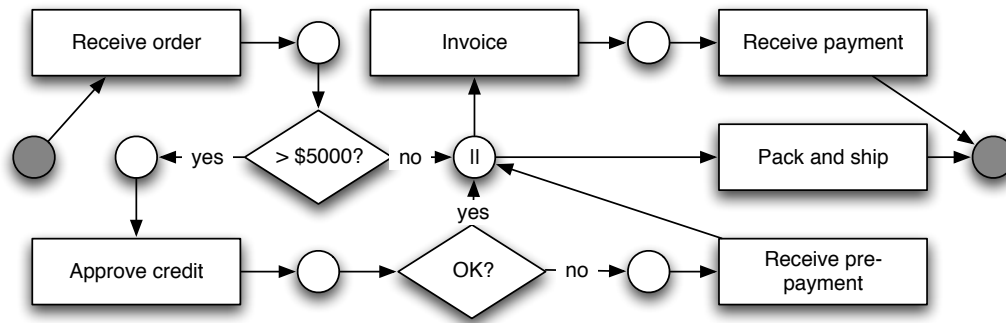 Receive order
Invoice
Receive payment
yes
> $5000?
no
II
Pack and ship
yes
Approve credit
OK?
no
Receive pre-
payment